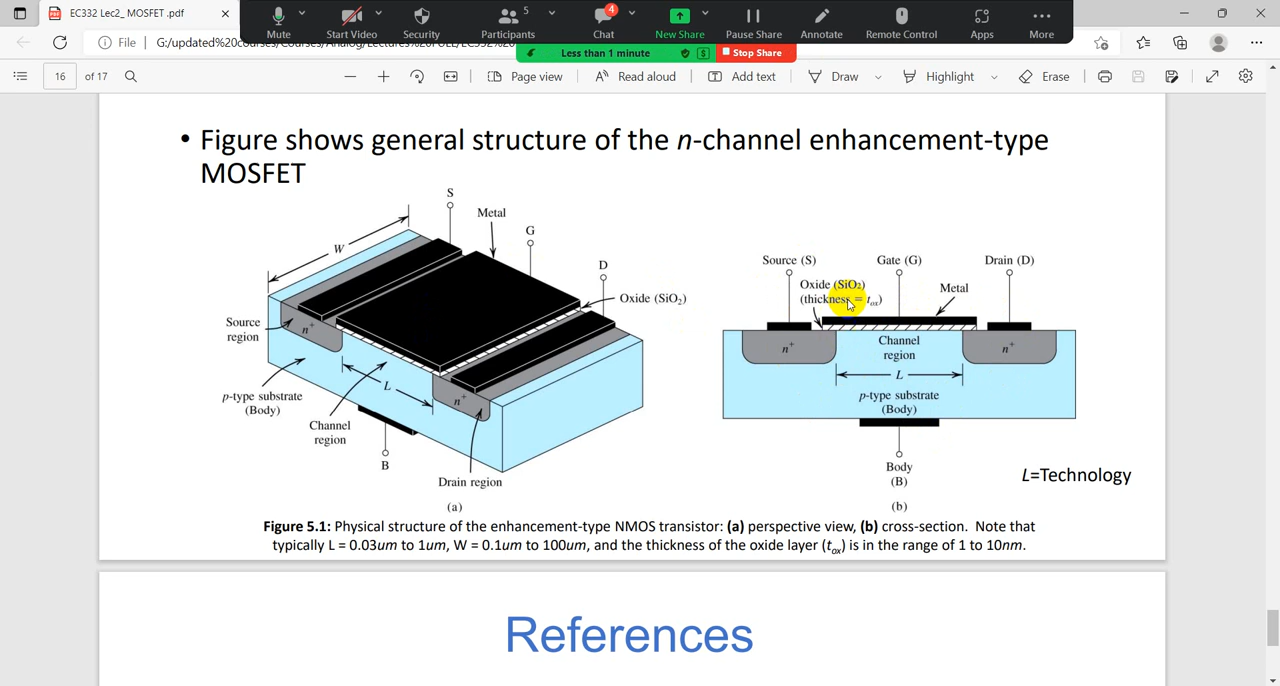 EC332 Lec2_ MOSFET .pdf
Mute
Start Video
Security
5
Participants
4
Chat
New Share
Pause Share
Annotate
Remote Control
Apps
More
Less than 1 minute
Stop Share
File
16
of 17
Page view
Read aloud
Add text
Draw
Highlight
Erase
• Figure shows general structure of the n-channel enhancement-type
MOSFET
S
Metal
G
W
D
Oxide (SiO₂)
Source
region
n⁺
L
n⁺
p-type substrate
(Body)
Channel
region
B
Drain region
(a)
Source (S)
Gate (G)
Drain (D)
Oxide (SiO₂)
(thickness = tₒₓ)
Metal
n⁺
Channel
region
n⁺
L
p-type substrate
(Body)
Body
(B)
L=Technology
(b)
Figure 5.1: Physical structure of the enhancement-type NMOS transistor: (a) perspective view, (b) cross-section. Note that
typically L = 0.03um to 1um, W = 0.1um to 100um, and the thickness of the oxide layer (tₒₓ) is in the range of 1 to 10nm.
References